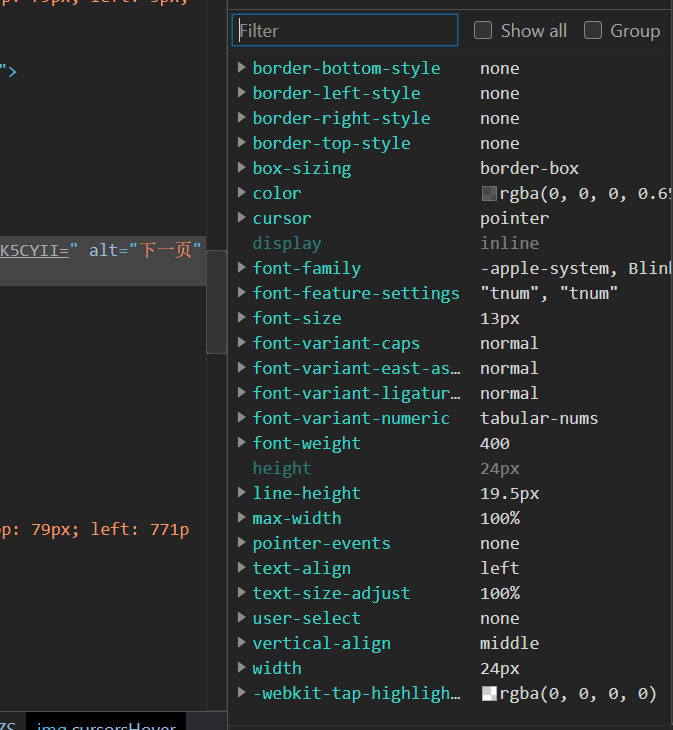 79px; left: 5px;
">
K5CYII=" alt="下一页"
op: 79px; left: 771p
ZS img.cursorsHover
Filter Show all Group
border-bottom-style none
border-left-style none
border-right-style none
border-top-style none
box-sizing border-box
color rgba(0, 0, 0, 0.65
cursor pointer
display inline
font-family -apple-system, Blink
font-feature-settings "tnum", "tnum"
font-size 13px
font-variant-caps normal
font-variant-east-as… normal
font-variant-ligatur… normal
font-variant-numeric tabular-nums
font-weight 400
height 24px
line-height 19.5px
max-width 100%
pointer-events none
text-align left
text-size-adjust 100%
user-select none
vertical-align middle
width 24px
-webkit-tap-highligh… rgba(0, 0, 0, 0)